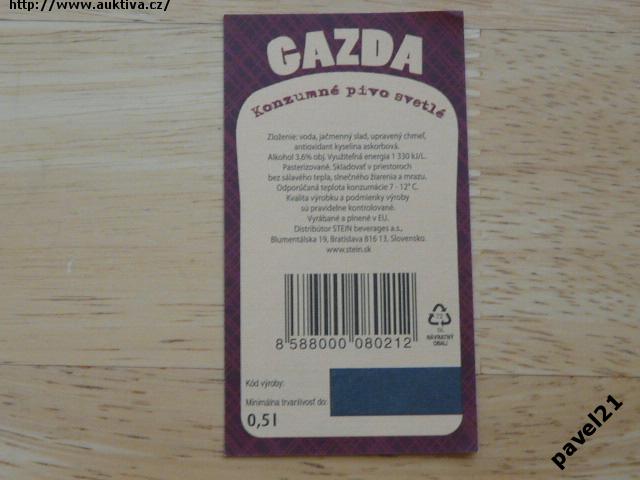 http://www.auktiva.cz/
GAZDA
Konzumné pivo svetlé
Zloženie: voda, jačmenný slad, upravený chmeľ,
antioxidant kyselina askorbová.
Alkohol 3.6% obj. Využiteľná energia 1 330 kJ/L.
Pasterizované. Skladovať v priestoroch
bez sálavého tepla, slnečného žiarenia a mrazu.
Odporúčaná teplota konzumácie 7 - 12° C.
Kvalita výrobku a podmienky výroby
sú pravidelne kontrolované.
Vyrábané a plnené v EU.
Distribútor STEIN beverages a.s.,
Blumentálska 19, Bratislava 816 13, Slovensko.
www.stein.sk
8 588000 080212
72
GL
NÁVRATNÝ
OBAL
Kód výroby:
Minimálna trvanlivosť do:
0,5 l
pavel21